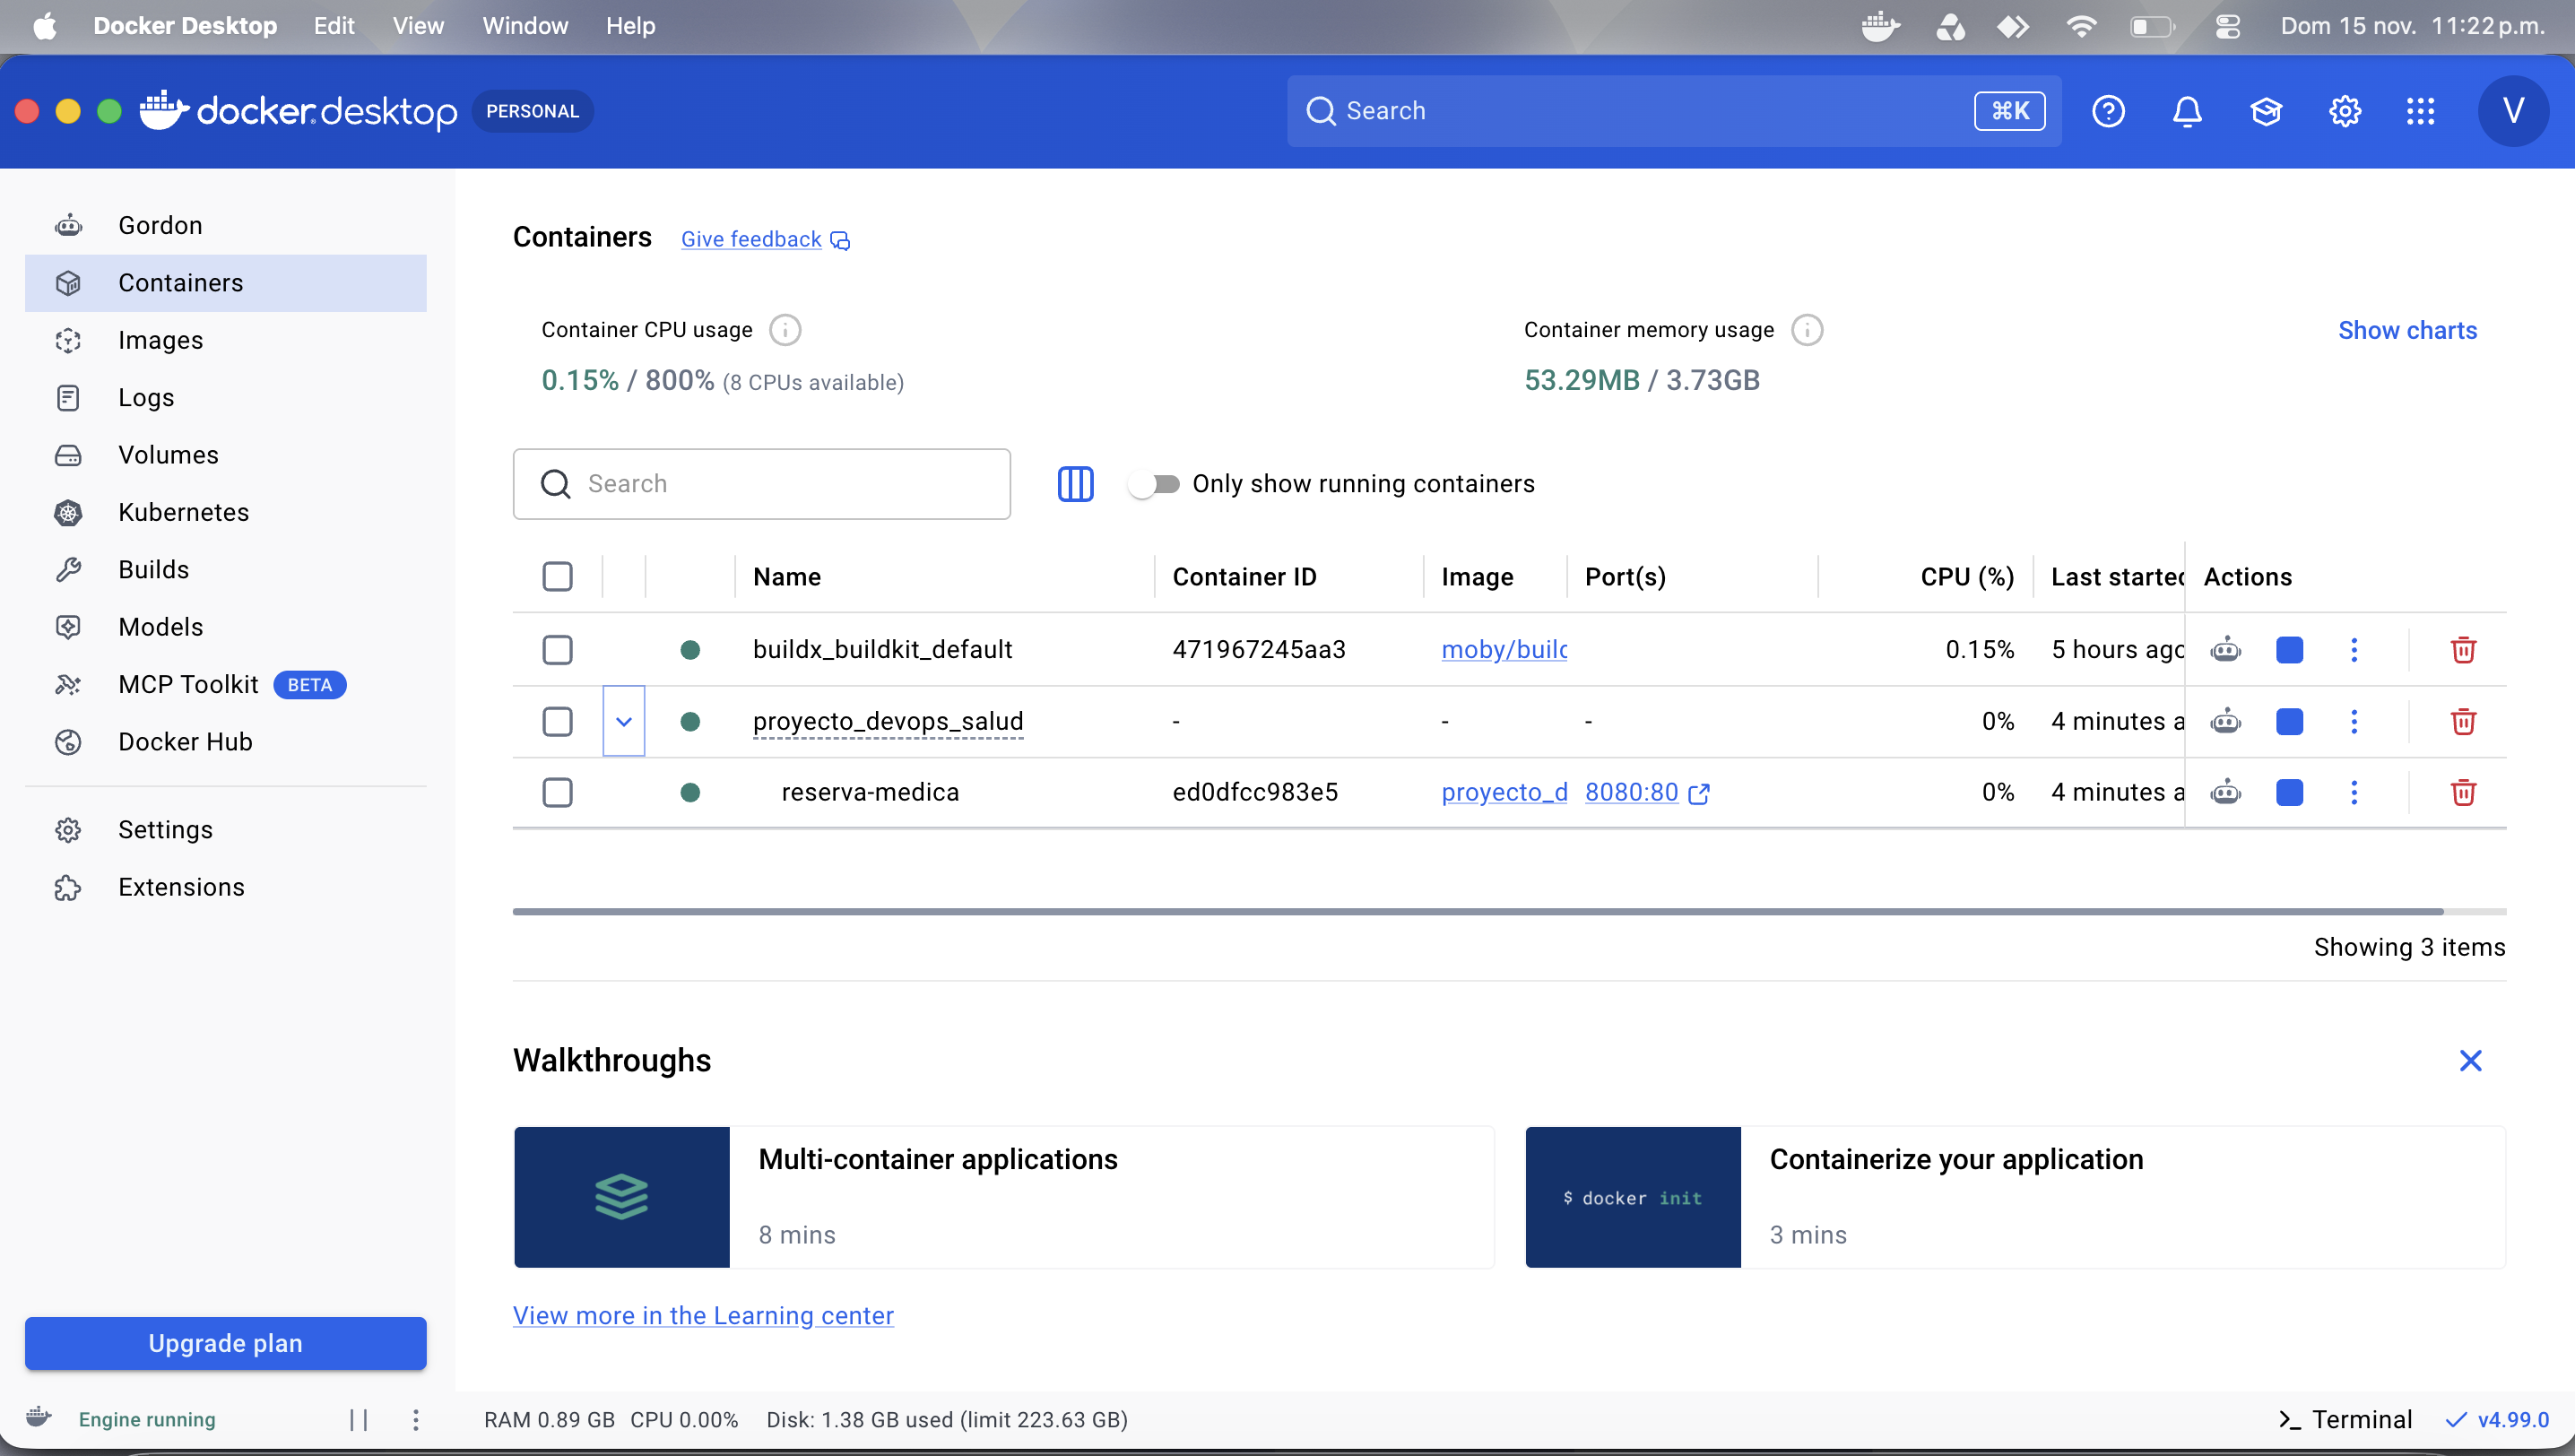 Docker Desktop Edit View Window Help Dom 15 nov. 11:22 p.m.
docker desktop PERSONAL Search ⌘K V
Gordon
Containers
Images
Logs
Volumes
Kubernetes
Builds
Models
MCP Toolkit BETA
Docker Hub
Settings
Extensions
Upgrade plan
Containers Give feedback
Container CPU usage
0.15% / 800% (8 CPUs available)
Container memory usage
53.29MB / 3.73GB
Show charts
Search
Only show running containers
Name Container ID Image Port(s) CPU (%) Last started Actions
buildx_buildkit_default 471967245aa3 moby/builc 0.15% 5 hours ago
proyecto_devops_salud - - - 0% 4 minutes a
reserva-medica ed0dfcc983e5 proyecto_d 8080:80 0% 4 minutes a
Showing 3 items
Walkthroughs
Multi-container applications
8 mins
$ docker init
Containerize your application
3 mins
View more in the Learning center
Engine running RAM 0.89 GB CPU 0.00% Disk: 1.38 GB used (limit 223.63 GB) Terminal v4.99.0